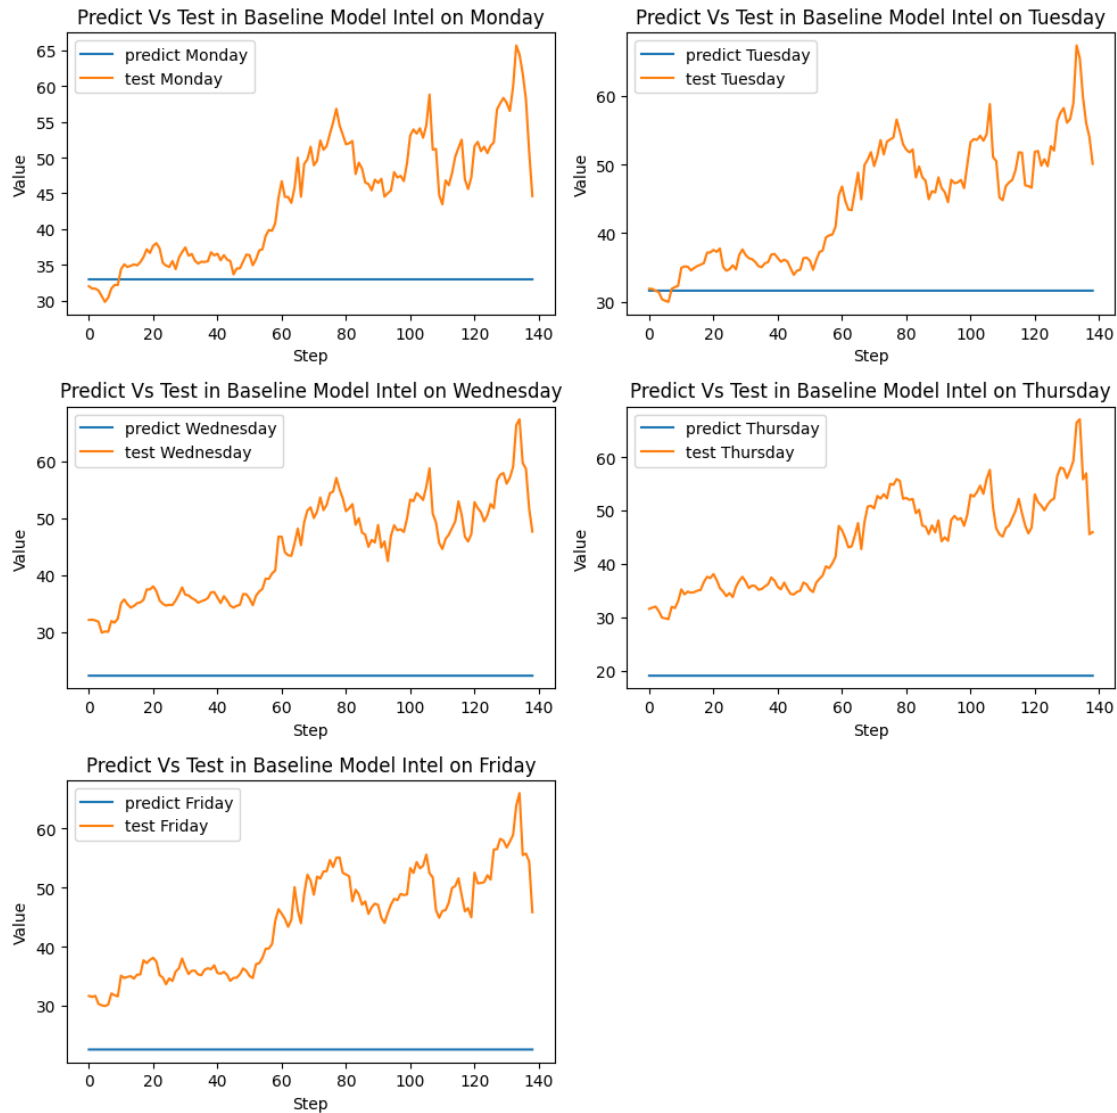 Predict Vs Test in Baseline Model Intel on Monday
predict Monday
test Monday
Value
65
60
55
50
45
40
35
30
0 20 40 60 80 100 120 140
Step
Predict Vs Test in Baseline Model Intel on Tuesday
predict Tuesday
test Tuesday
Value
60
50
40
30
0 20 40 60 80 100 120 140
Step
Predict Vs Test in Baseline Model Intel on Wednesday
predict Wednesday
test Wednesday
Value
60
50
40
30
0 20 40 60 80 100 120 140
Step
Predict Vs Test in Baseline Model Intel on Thursday
predict Thursday
test Thursday
Value
60
50
40
30
20
0 20 40 60 80 100 120 140
Step
Predict Vs Test in Baseline Model Intel on Friday
predict Friday
test Friday
Value
60
50
40
30
0 20 40 60 80 100 120 140
Step